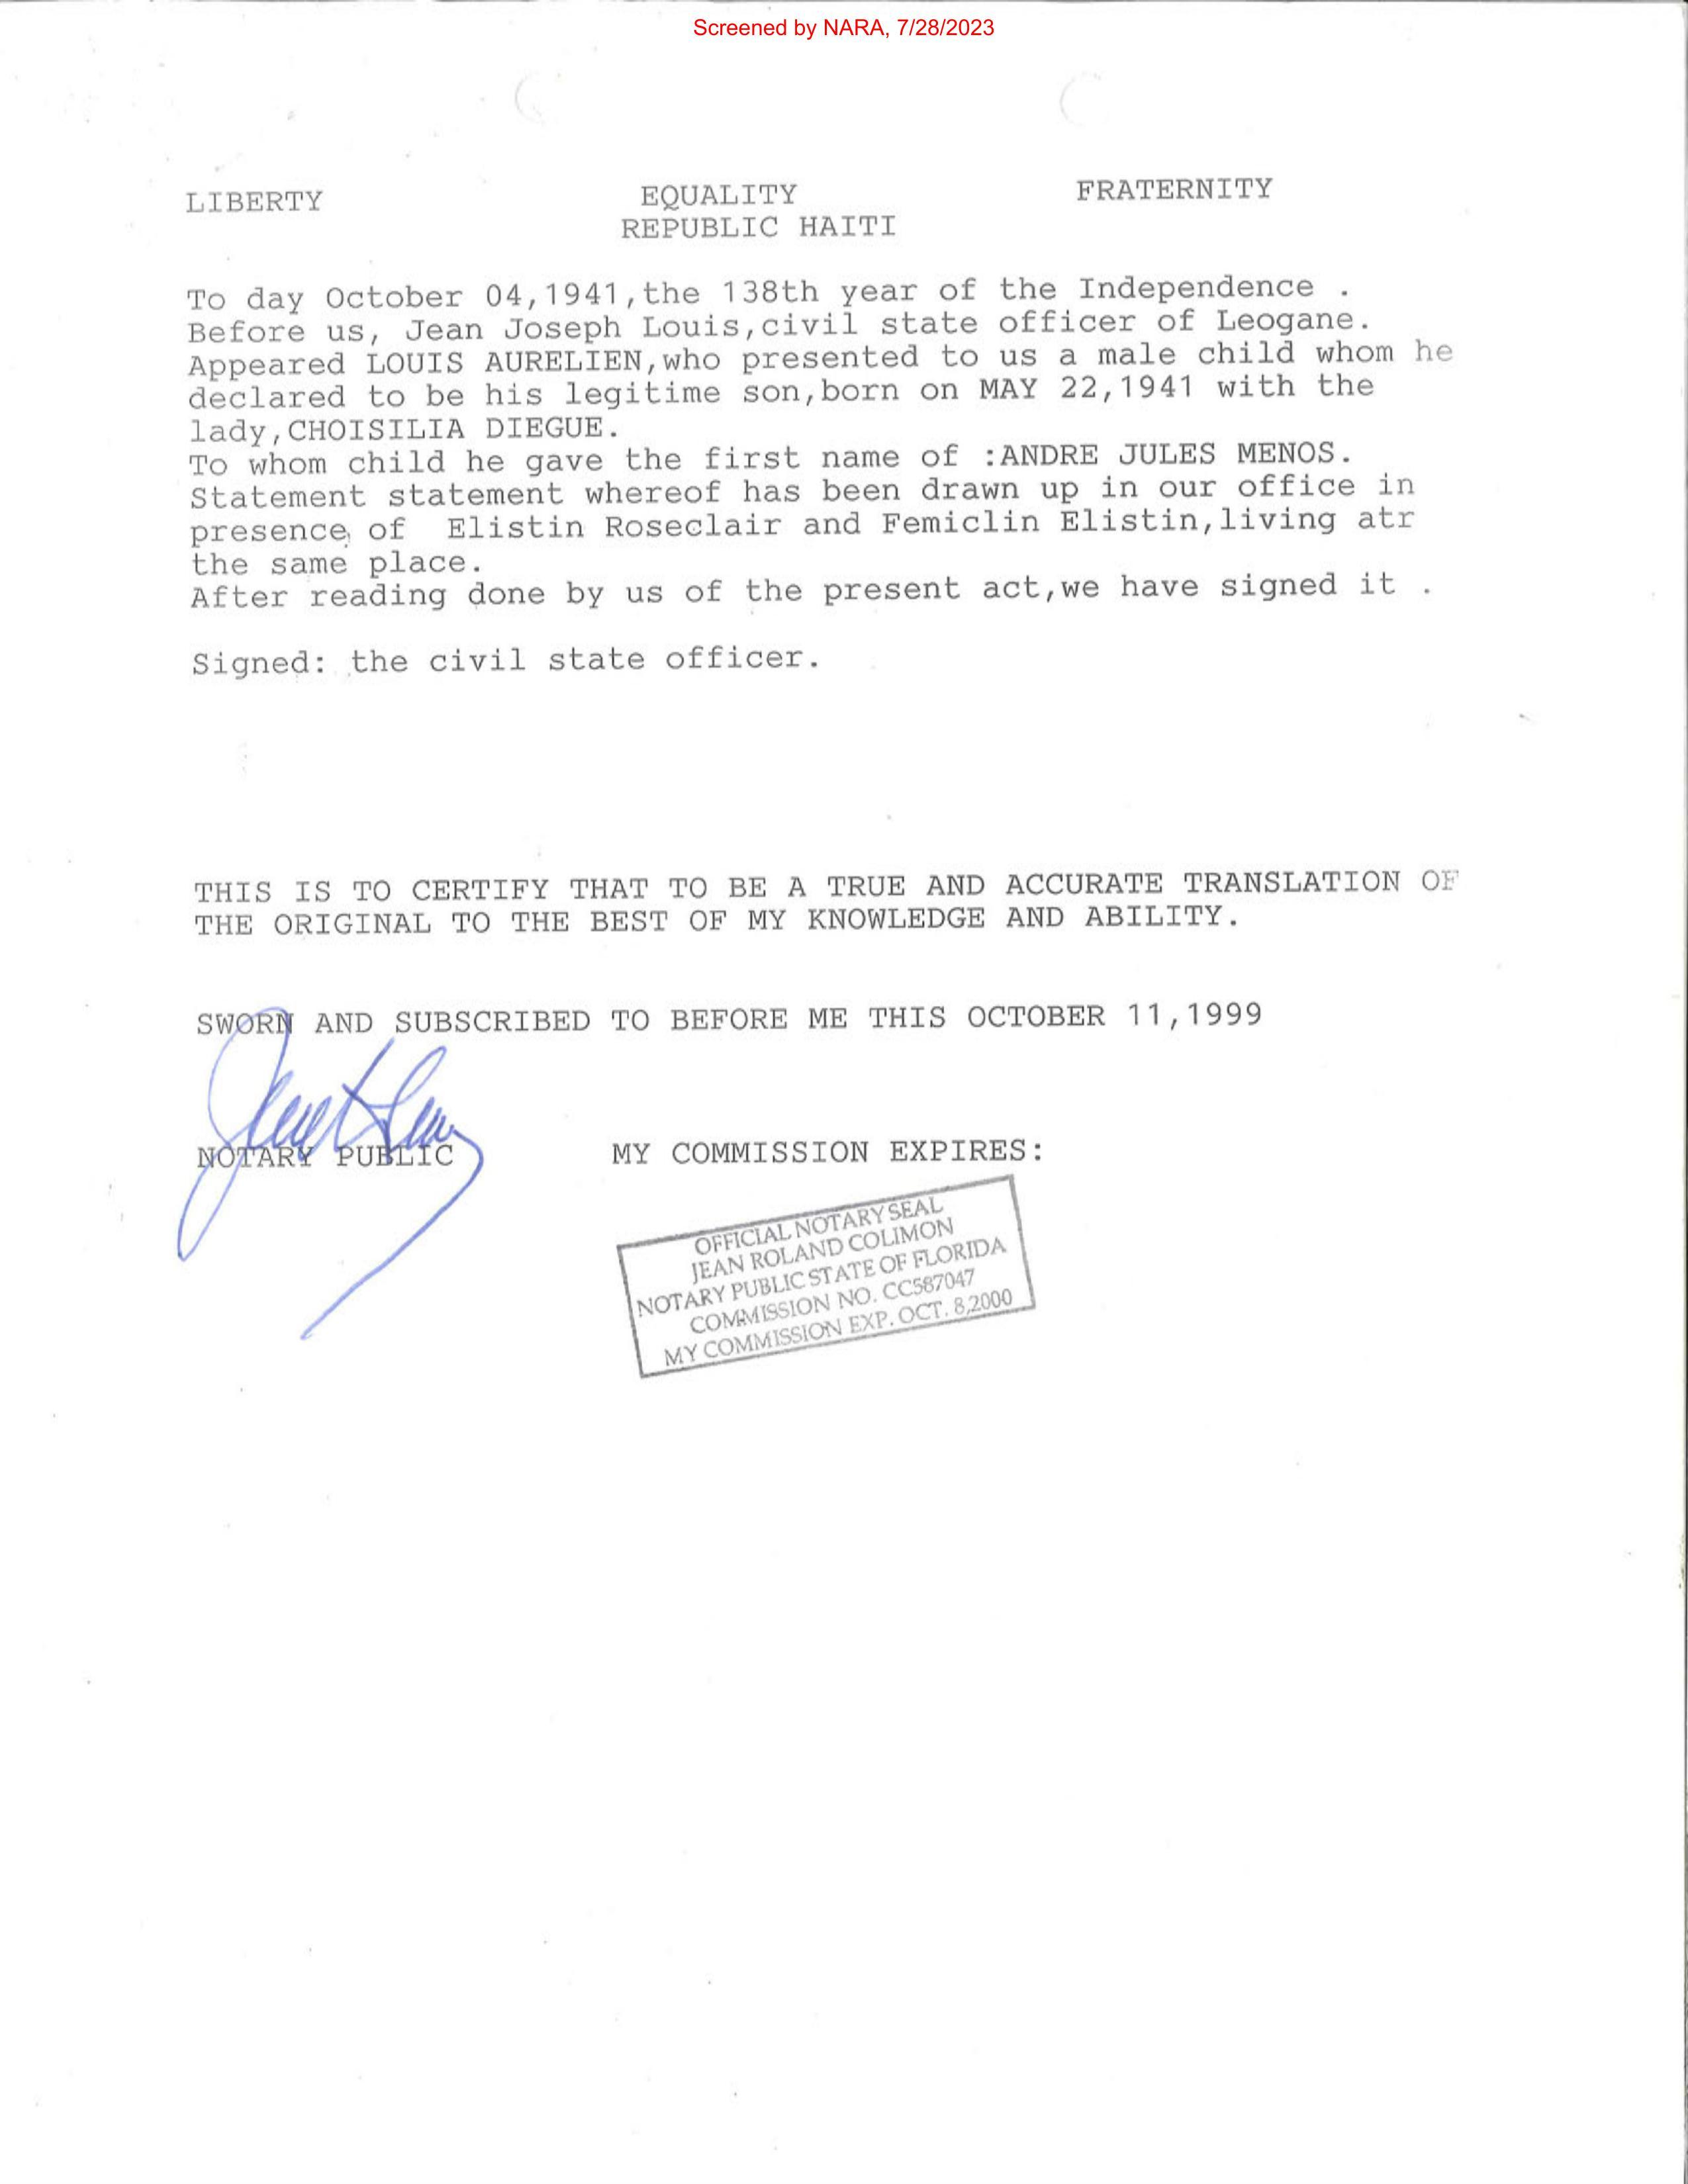 Screened by NARA, 7/28/2023
LIBERTY EQUALITY FRATERNITY
REPUBLIC HAITI
To day October 04,1941,the 138th year of the Independence .
Before us, Jean Joseph Louis,civil state officer of Leogane.
Appeared LOUIS AURELIEN,who presented to us a male child whom he
declared to be his legitime son,born on MAY 22,1941 with the
lady,CHOISILIA DIEGUE.
To whom child he gave the first name of :ANDRE JULES MENOS.
Statement statement whereof has been drawn up in our office in
presence of Elistin Roseclair and Femiclin Elistin,living atr
the same place.
After reading done by us of the present act,we have signed it .
Signed: the civil state officer.
THIS IS TO CERTIFY THAT TO BE A TRUE AND ACCURATE TRANSLATION OF
THE ORIGINAL TO THE BEST OF MY KNOWLEDGE AND ABILITY.
SWORN AND SUBSCRIBED TO BEFORE ME THIS OCTOBER 11,1999
NOTARY PUBLIC MY COMMISSION EXPIRES:
OFFICIAL NOTARY SEAL
JEAN ROLAND COLIMON
NOTARY PUBLIC STATE OF FLORIDA
COMMISSION NO. CC587047
MY COMMISSION EXP. OCT. 8,2000